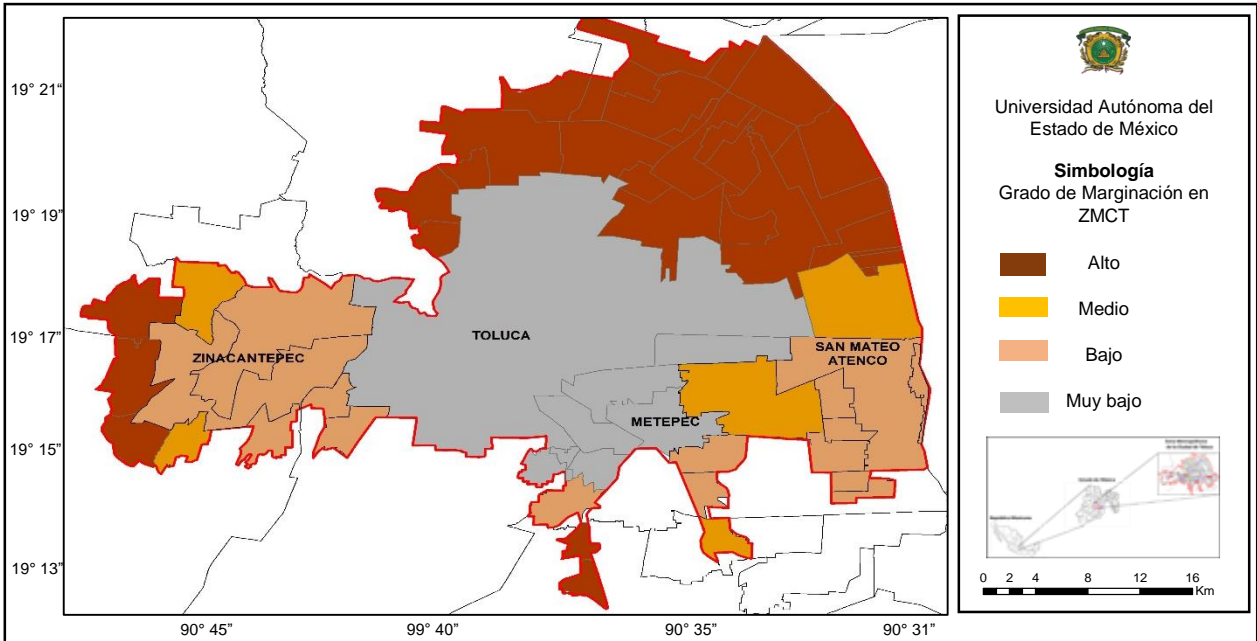 19° 21“
19° 19”
19° 17”
19° 15”
19° 13”
90° 45”
99° 40”
90° 35”
90° 31”
ZINACANTEPEC
TOLUCA
METEPEC
SAN MATEO
ATENCO
Universidad Autónoma del
Estado de México
Simbología
Grado de Marginación en
ZMCT
Alto
Medio
Bajo
Muy bajo
0 2 4 8 12 16
Km